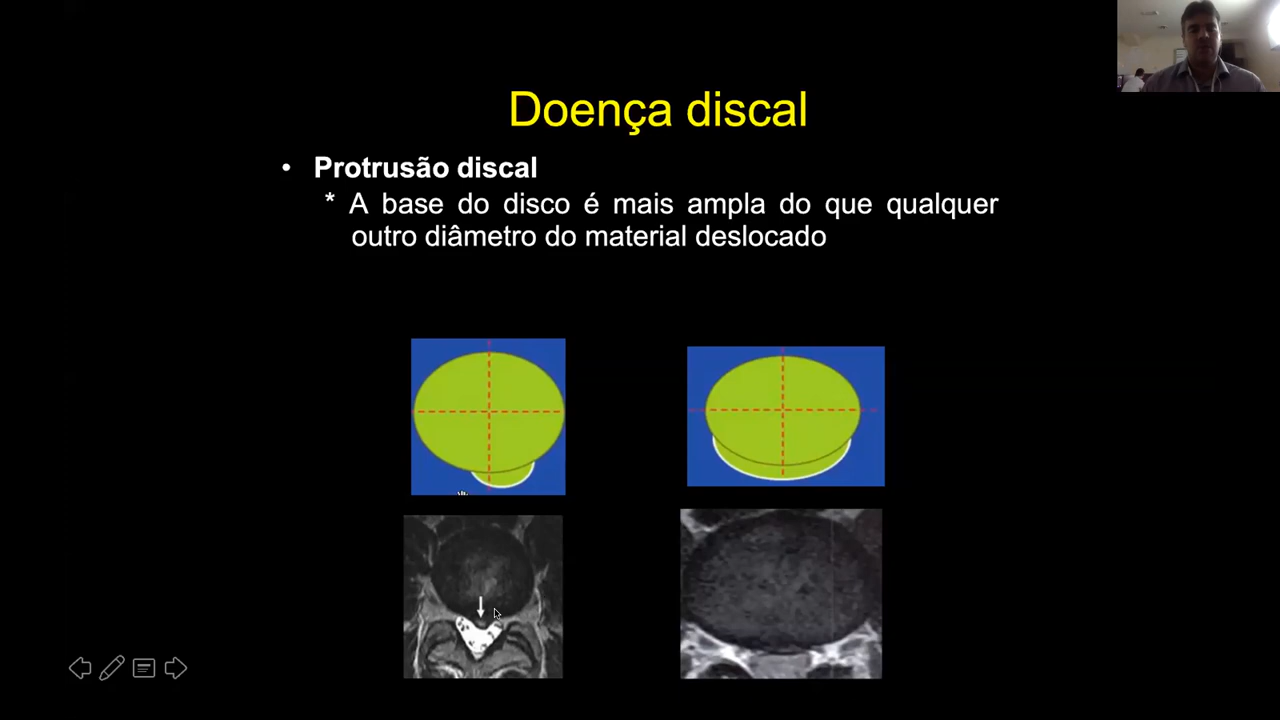 Doença discal
• Protrusão discal
* A base do disco é mais ampla do que qualquer
outro diâmetro do material deslocado